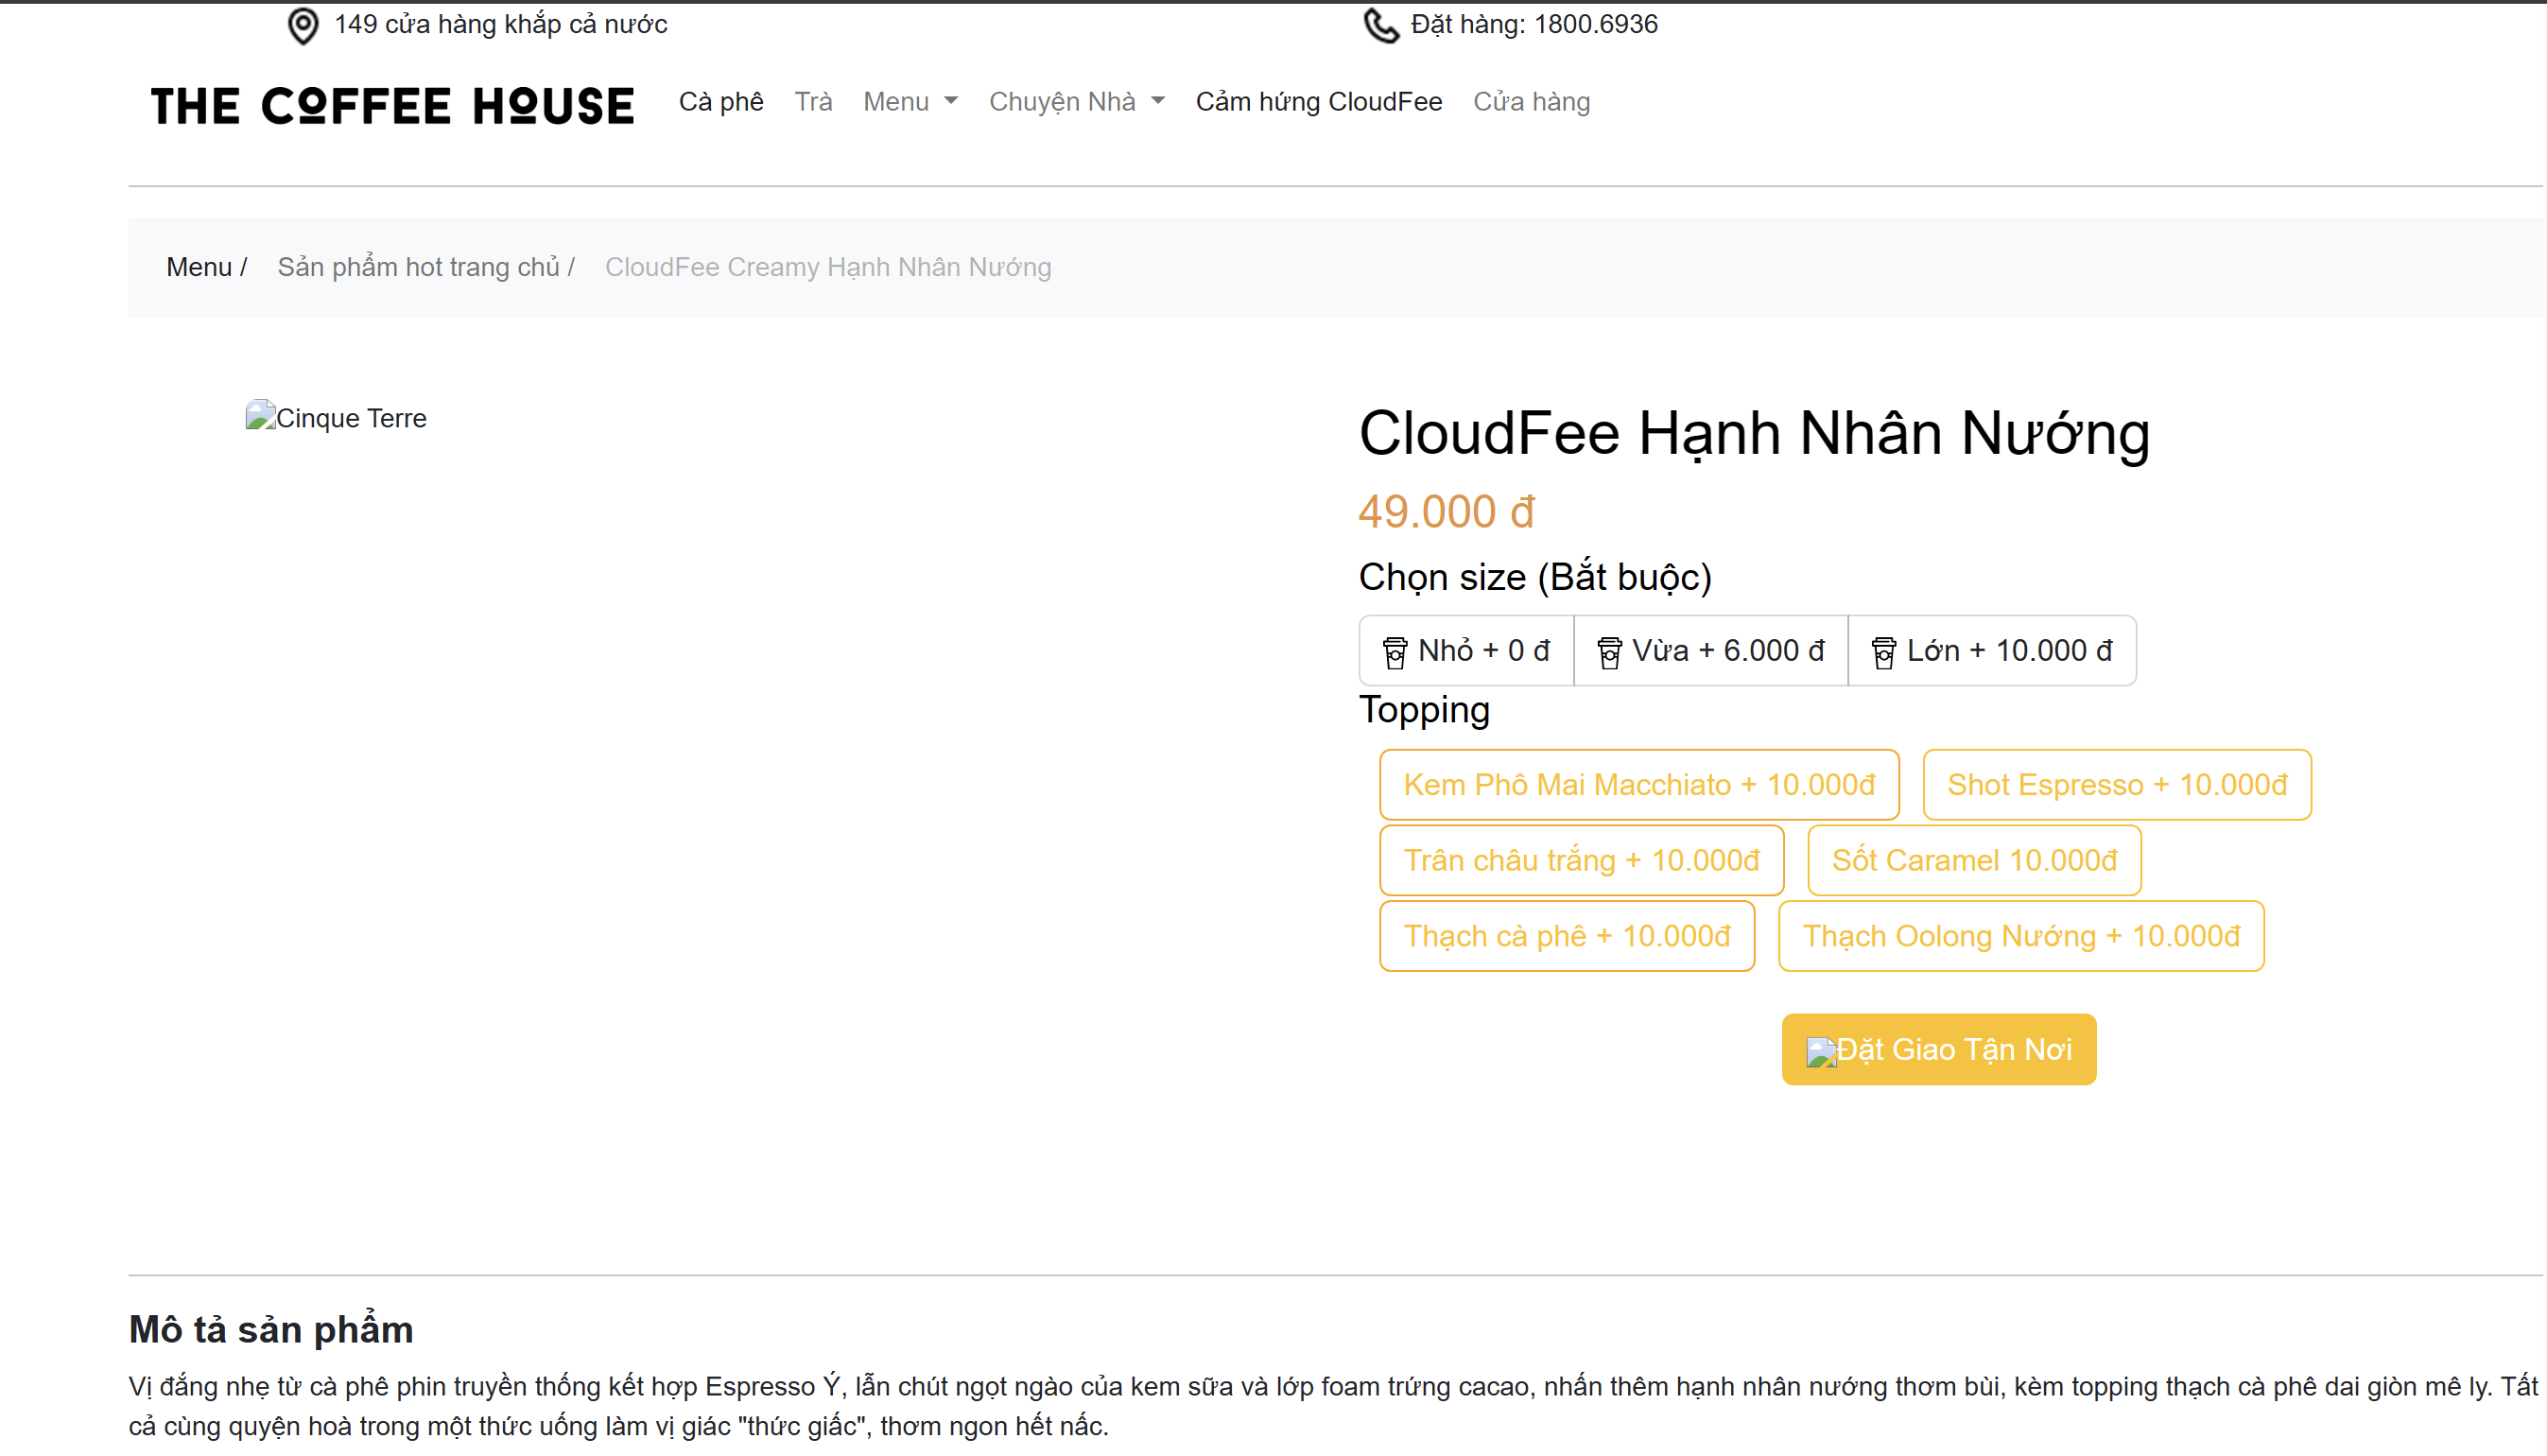 149 cửa hàng khắp cả nước
Đặt hàng: 1800.6936
THE COFFEE HOUSE
Cà phê Trà Menu Chuyện Nhà Cảm hứng CloudFee Cửa hàng
Menu / Sản phẩm hot trang chủ / CloudFee Creamy Hạnh Nhân Nướng
Cinque Terre
CloudFee Hạnh Nhân Nướng
49.000 đ
Chọn size (Bắt buộc)
Nhỏ + 0 đ Vừa + 6.000 đ Lớn + 10.000 đ
Topping
Kem Phô Mai Macchiato + 10.000đ Shot Espresso + 10.000đ
Trân châu trắng + 10.000đ Sốt Caramel 10.000đ
Thạch cà phê + 10.000đ Thạch Oolong Nướng + 10.000đ
Đặt Giao Tận Nơi
Mô tả sản phẩm
Vị đắng nhẹ từ cà phê phin truyền thống kết hợp Espresso Ý, lẫn chút ngọt ngào của kem sữa và lớp foam trứng cacao, nhấn thêm hạnh nhân nướng thơm bùi, kèm topping thạch cà phê dai giòn mê ly. Tất
cả cùng quyện hoà trong một thức uống làm vị giác "thức giấc", thơm ngon hết nấc.